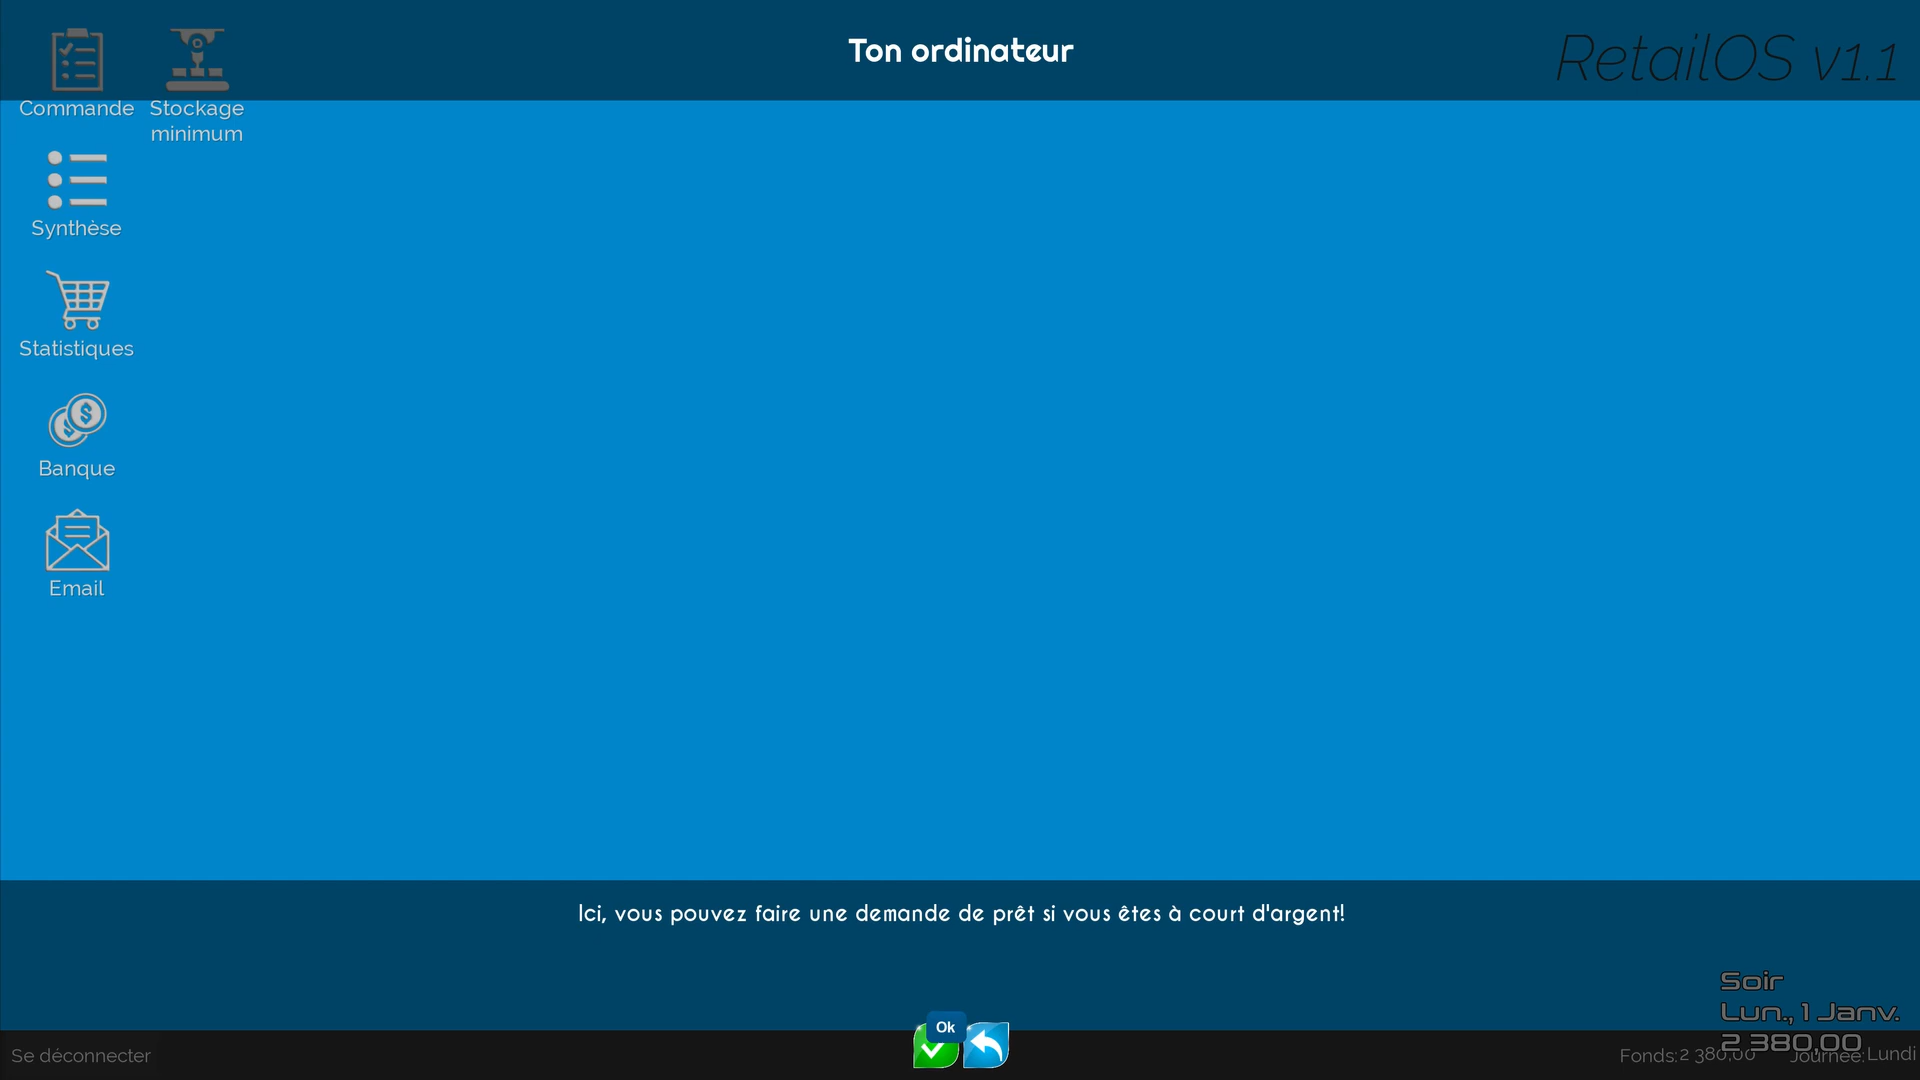 Ton ordinateur
RetailOS v1.1
Commande
Stockage
minimum
Synthèse
Statistiques
Banque
Email
Ici, vous pouvez faire une demande de prêt si vous êtes à court d'argent!
Soir
Lun., 1 Janv.
2 380,00
Ok
Se déconnecter
Fonds: 2 380,00 Journée: Lundi